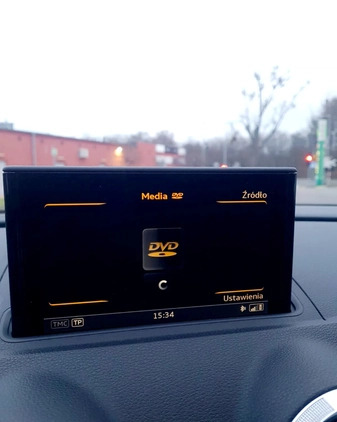 Media DVD
Źródło
DVD
Ustawienia
TMC TP
15:34